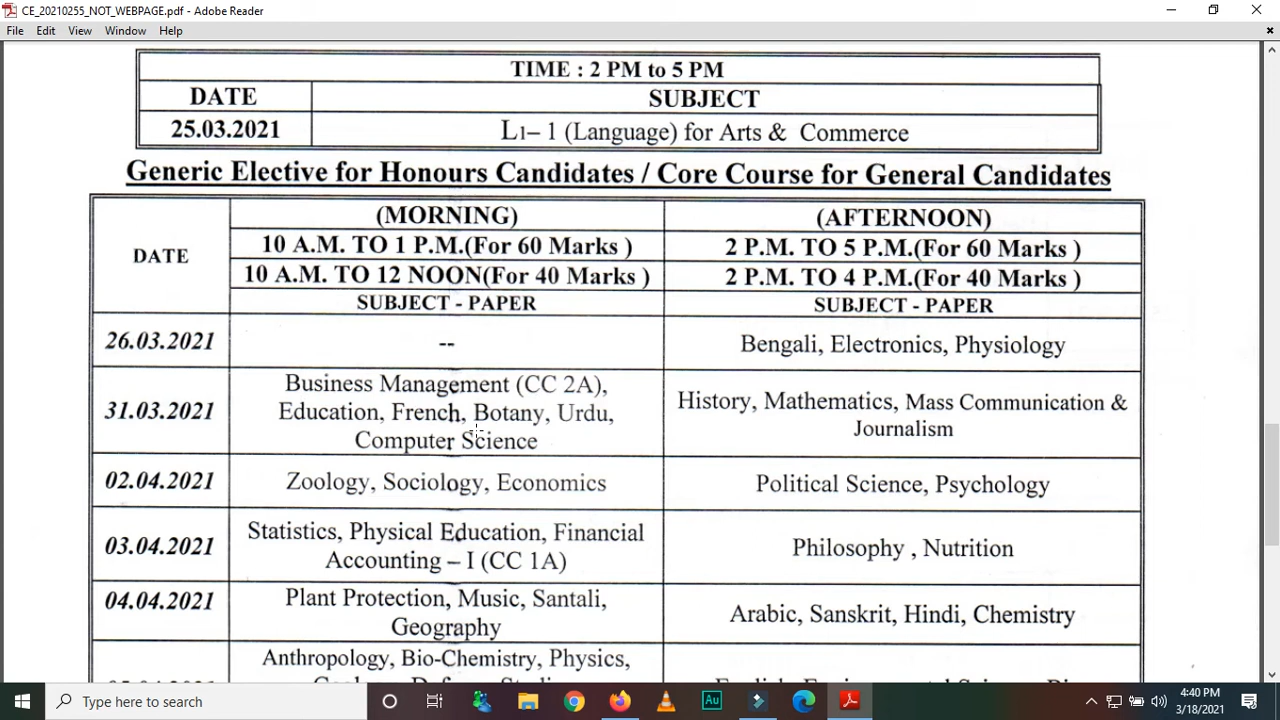 CE_20210255_NOT_WEBPAGE.pdf - Adobe Reader
File Edit View Window Help
TIME : 2 PM to 5 PM
DATE SUBJECT
25.03.2021 L1– 1 (Language) for Arts & Commerce
Generic Elective for Honours Candidates / Core Course for General Candidates
DATE
(MORNING) (AFTERNOON)
10 A.M. TO 1 P.M.(For 60 Marks ) 2 P.M. TO 5 P.M.(For 60 Marks )
10 A.M. TO 12 NOON(For 40 Marks ) 2 P.M. TO 4 P.M.(For 40 Marks )
SUBJECT - PAPER SUBJECT - PAPER
26.03.2021 -- Bengali, Electronics, Physiology
31.03.2021
Business Management (CC 2A),
Education, French, Botany, Urdu,
Computer Science
History, Mathematics, Mass Communication &
Journalism
02.04.2021 Zoology, Sociology, Economics Political Science, Psychology
03.04.2021
Statistics, Physical Education, Financial
Accounting – I (CC 1A)
Philosophy , Nutrition
04.04.2021
Plant Protection, Music, Santali,
Geography
Arabic, Sanskrit, Hindi, Chemistry
Anthropology, Bio-Chemistry, Physics,
Type here to search
Au
4:40 PM
3/18/2021